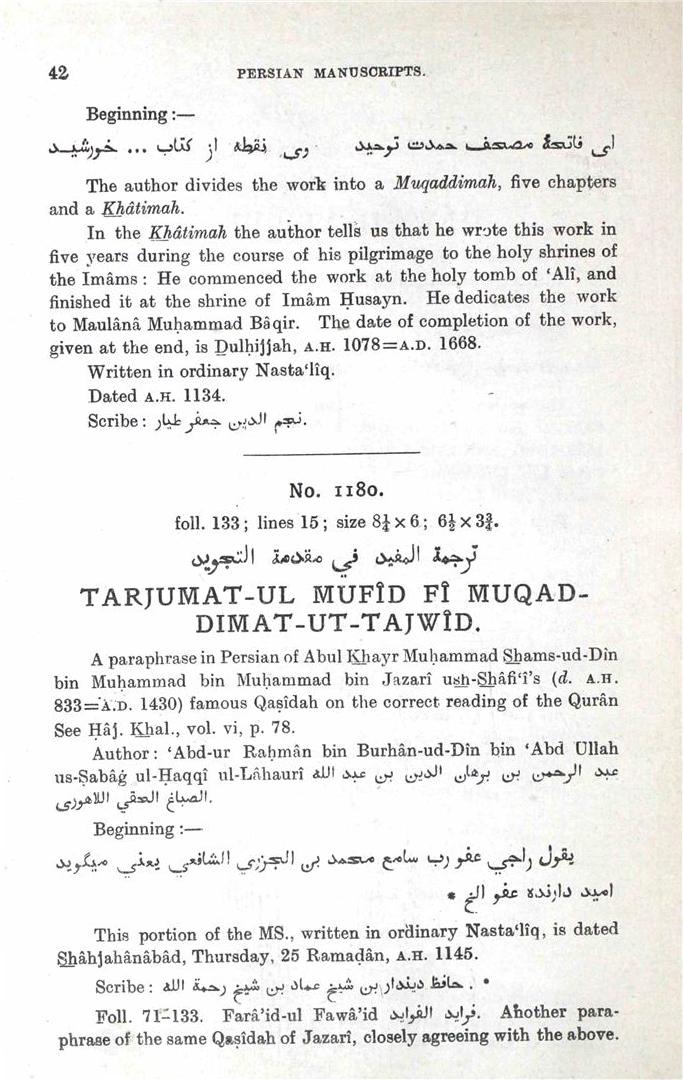 42
PERSIAN MANUSCRIPTS.
Beginning :—
ای فاتحهٔ مصحف حمدت توحید وی نقطه از کتاب ... خورشید
The author divides the work into a Muqaddimah, five chapters
and a Khâtimah.
In the Khâtimah the author tells us that he wrote this work in
five years during the course of his pilgrimage to the holy shrines of
the Imâms : He commenced the work at the holy tomb of ‘Alî, and
finished it at the shrine of Imâm Ḥusayn. He dedicates the work
to Maulânâ Muḥammad Bâqir. The date of completion of the work,
given at the end, is Ḏulḥijjah, A.H. 1078=A.D. 1668.
Written in ordinary Nasta‘lîq.
Dated A.H. 1134.
Scribe : نجم الدین جعفر طیار.
No. 1180.
foll. 133 ; lines 15 ; size 8¼ × 6 ; 6½ × 3¾.
ترجمة المفید في مقدمة التجوید
TARJUMAT-UL MUFÎD FÎ MUQAD-
DIMAT-UT-TAJWÎD.
A paraphrase in Persian of Abul Khayr Muḥammad Shams-ud-Dîn
bin Muḥammad bin Muḥammad bin Jazarî ush-Shâfi‘î’s (d. A.H.
833=A.D. 1430) famous Qaṣîdah on the correct reading of the Qurân
See Ḥâj. Khal., vol. vi, p. 78.
Author : ‘Abd-ur Raḥmân bin Burhân-ud-Dîn bin ‘Abd Ullah
us-Ṣabâġ ul-Ḥaqqî ul-Lâhaurî عبد الرحمن بن برهان الدین بن عبد الله
الصباغ الحقي اللاهوری.
Beginning :—
یقول راجي عفو رب سامع محمد بن الجزري الشافعي یعني میگوید
امید دارنده عفو الخ *
This portion of the MS., written in ordinary Nasta‘lîq, is dated
Shâhjahânâbâd, Thursday, 25 Ramaḍân, A.H. 1145.
Scribe : حافظ دیندار بن شیخ عماد بن شیخ رحمة الله .
Foll. 71-133. Farâ’id-ul Fawâ’id فراید الفواید. Another para-
phrase of the same Qaṣîdah of Jazarî, closely agreeing with the above.